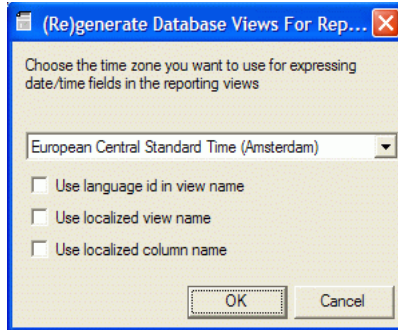 (Re)generate Database Views For Rep...
Choose the time zone you want to use for expressing
date/time fields in the reporting views
European Central Standard Time (Amsterdam)
Use language id in view name
Use localized view name
Use localized column name
OK Cancel